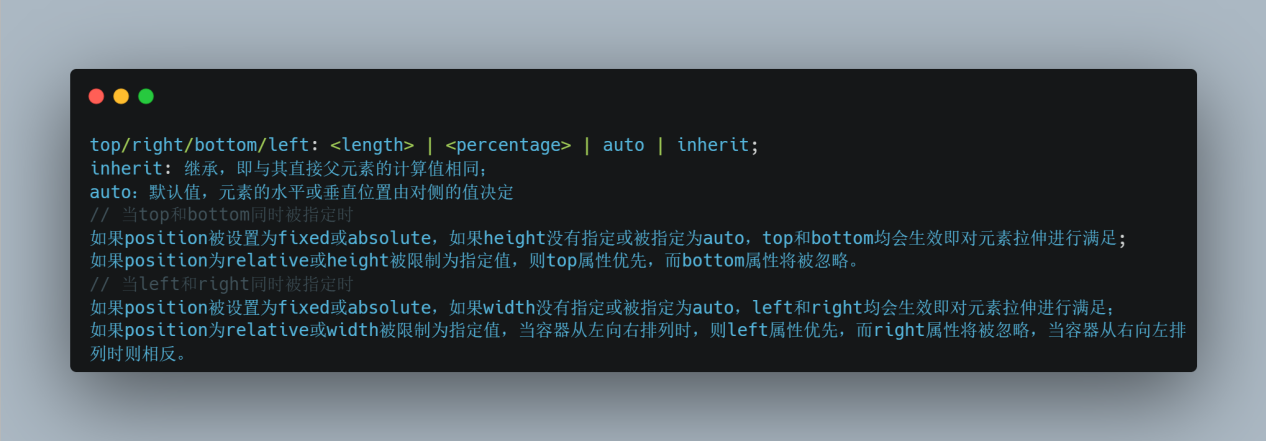 top/right/bottom/left: <length> | <percentage> | auto | inherit;
inherit: 继承，即与其直接父元素的计算值相同;
auto：默认值，元素的水平或垂直位置由对侧的值决定
// 当top和bottom同时被指定时
如果position被设置为fixed或absolute，如果height没有指定或被指定为auto，top和bottom均会生效即对元素拉伸进行满足;
如果position为relative或height被限制为指定值，则top属性优先，而bottom属性将被忽略。
// 当left和right同时被指定时
如果position被设置为fixed或absolute，如果width没有指定或被指定为auto，left和right均会生效即对元素拉伸进行满足;
如果position为relative或width被限制为指定值，当容器从左向右排列时，则left属性优先，而right属性将被忽略，当容器从右向左排
列时则相反。